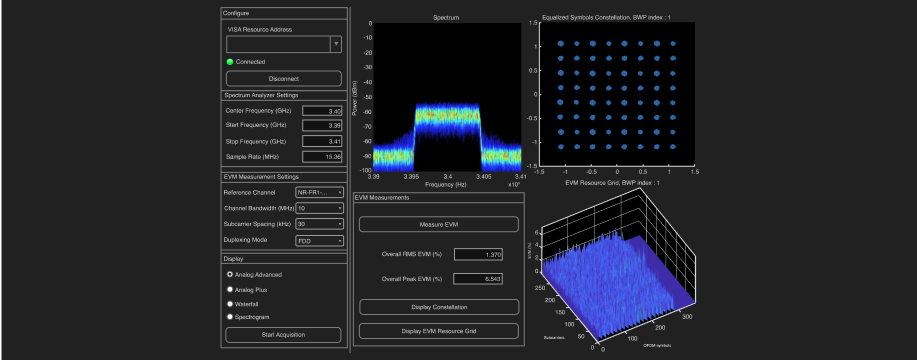 Configure
VISA Resource Address
Connected
Disconnect
Spectrum Analyzer Settings
Center Frequency (GHz) 3.40
Start Frequency (GHz) 3.39
Stop Frequency (GHz) 3.41
Sample Rate (MHz) 15.36
EVM Measurement Settings
Reference Channel NR-FR1-...
Channel Bandwidth (MHz) 10
Subcarrier Spacing (kHz) 30
Duplexing Mode FDD
Display
Analog Advanced
Analog Plus
Waterfall
Spectrogram
Start Acquisition
Spectrum
Power (dBm)
0
-10
-20
-30
-40
-50
-60
-70
-80
-90
-100
3.39 3.395 3.4 3.405 3.41
Frequency (Hz)
EVM Measurements
Measure EVM
Overall RMS EVM (%) 1.370
Overall Peak EVM (%) 6.543
Display Constellation
Display EVM Resource Grid
Equalized Symbols Constellation, BWP index : 1
1.5
1
0.5
0
-0.5
-1
-1.5
-1.5 -1 -0.5 0 0.5 1 1.5
EVM Resource Grid, BWP index : 1
EVM (%)
6
4
2
0
250
200
150
100
50
0
0 100 200 300
Subcarriers
OFDM symbols